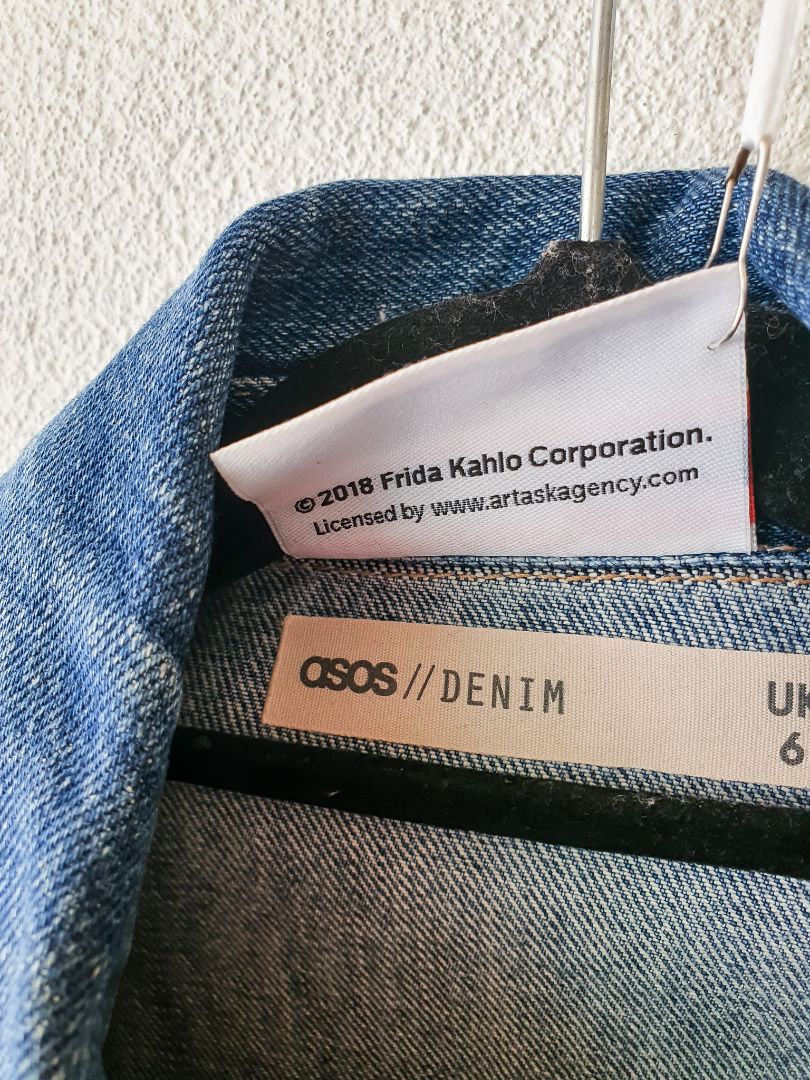 © 2018 Frida Kahlo Corporation.
Licensed by www.artaskagency.com
asos // DENIM
UK
6